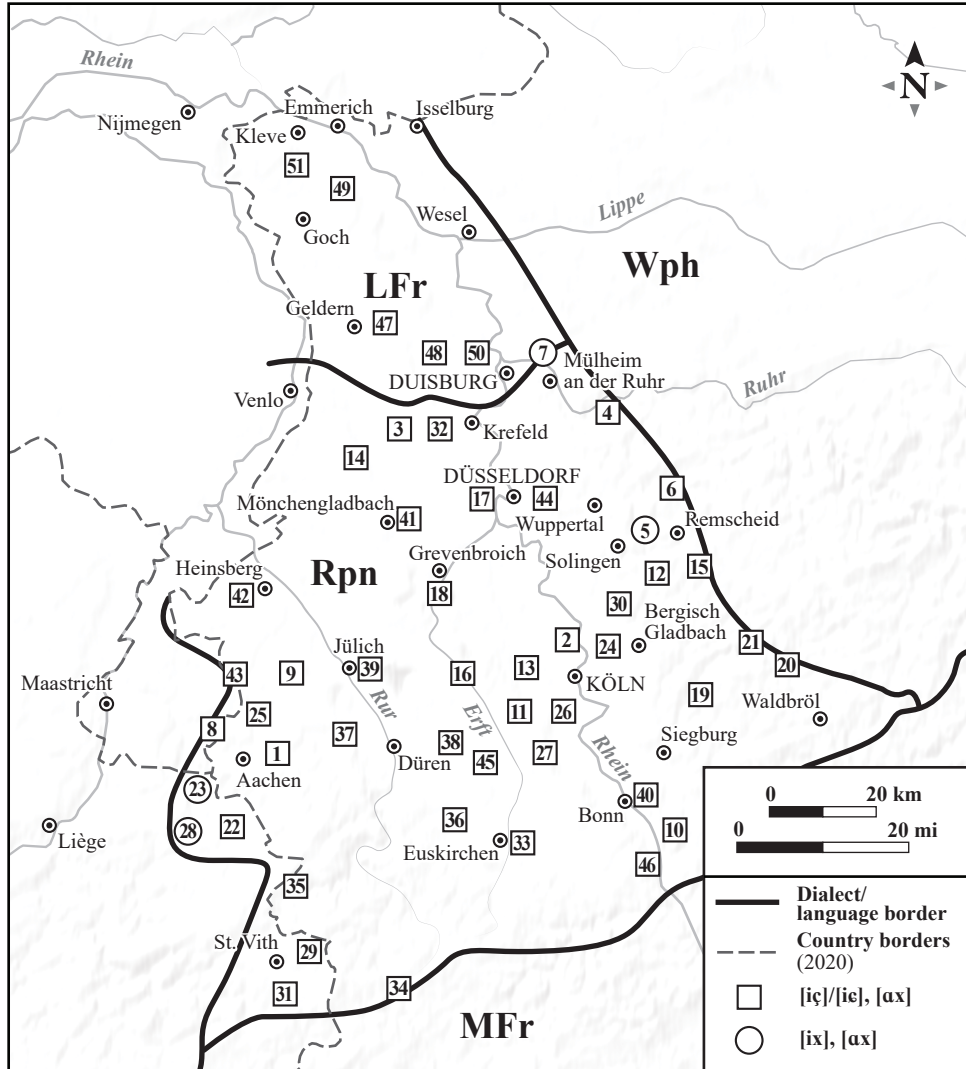 Rhein
N
Nijmegen
Emmerich
Isselburg
Kleve
51
49
Goch
Wesel
Lippe
Wph
LFr
Geldern
47
48
50
7
DUISBURG
Mülheim
an der Ruhr
Ruhr
Venlo
4
3
32
Krefeld
14
DÜSSELDORF
17
44
6
Mönchengladbach
41
Wuppertal
5
Remscheid
Solingen
Grevenbroich
12
15
Rpn
Heinsberg
42
18
30
Bergisch
Gladbach
2
24
21
20
Jülich
43
9
39
16
13
KÖLN
19
Maastricht
Waldbröl
25
8
Rur
Erft
11
26
37
38
27
Siegburg
1
Aachen
Düren
45
Rhein
23
40
Bonn
28
22
Liège
36
33
Euskirchen
10
46
35
St. Vith
29
31
34
MFr
0 20 km
0 20 mi
Dialect/
language border
Country borders
(2020)
[iç]/[iɕ], [ɑx]
[ix], [ɑx]